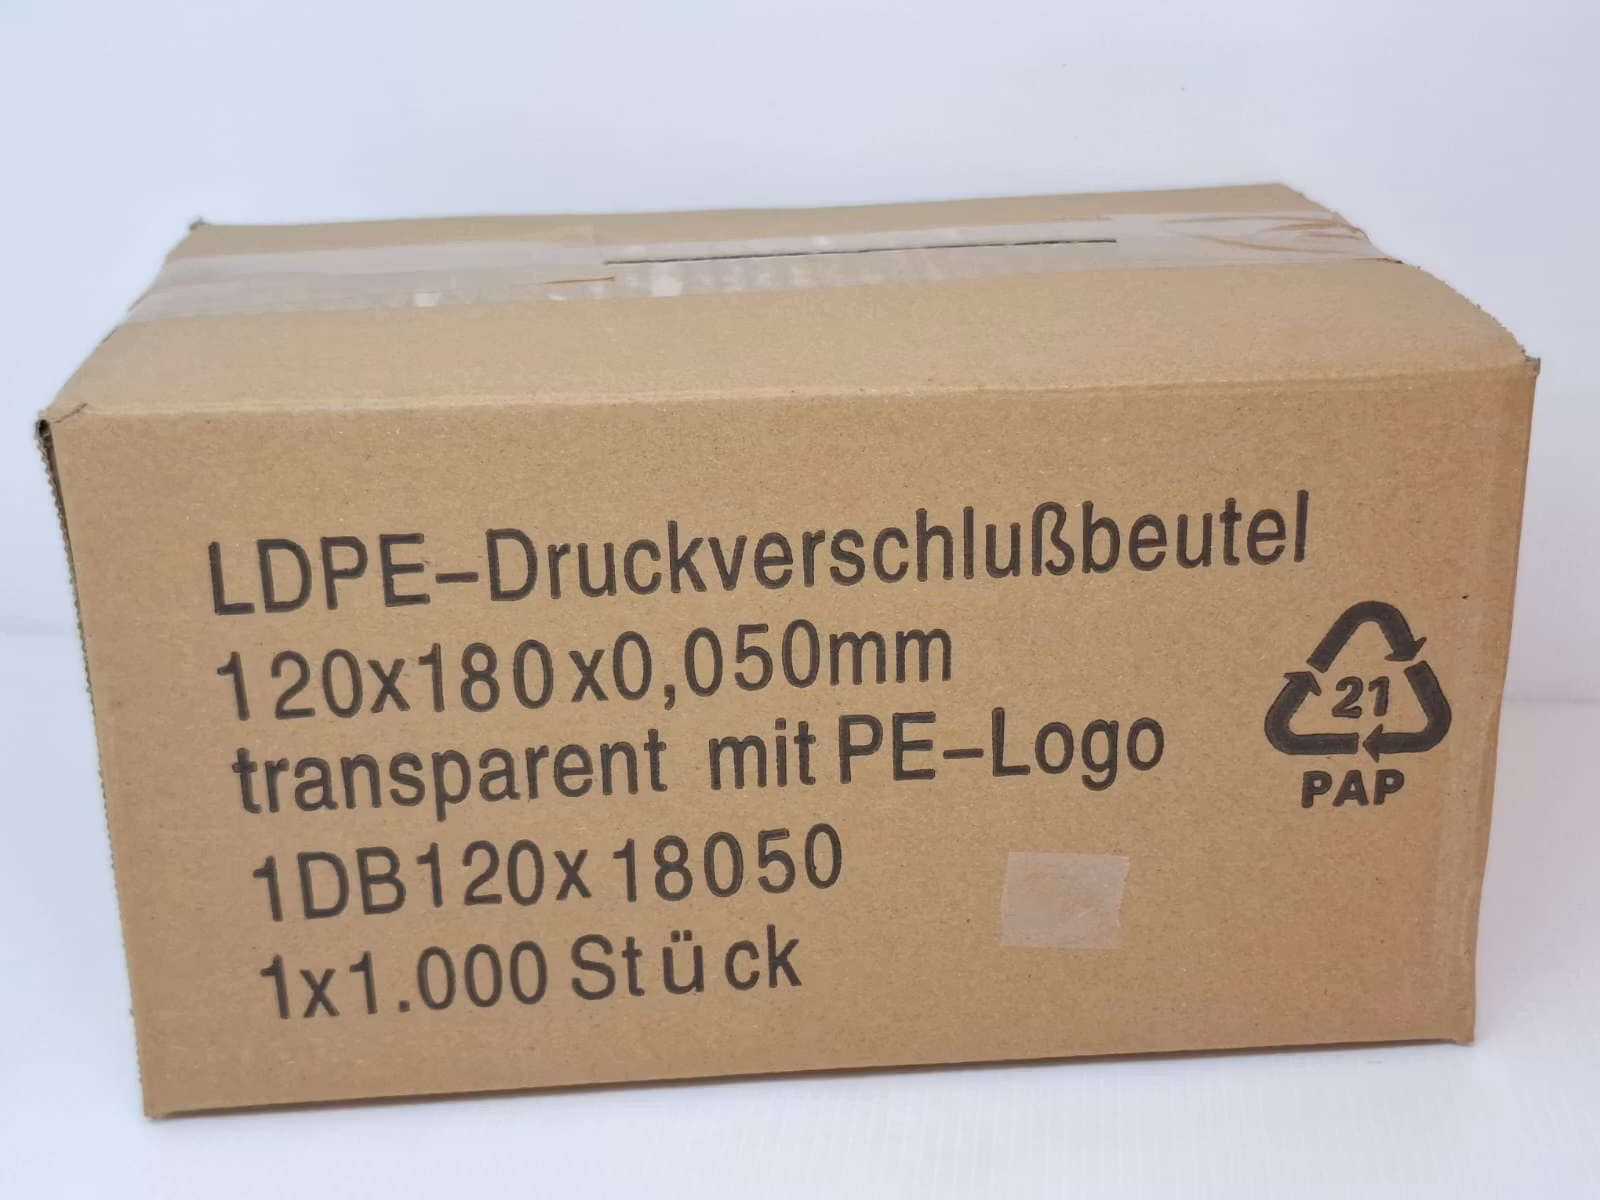 LDPE-Druckverschlußbeutel
120x180x0,050mm
transparent mit PE-Logo
1DB120x18050
1x1.000 Stück
21
PAP